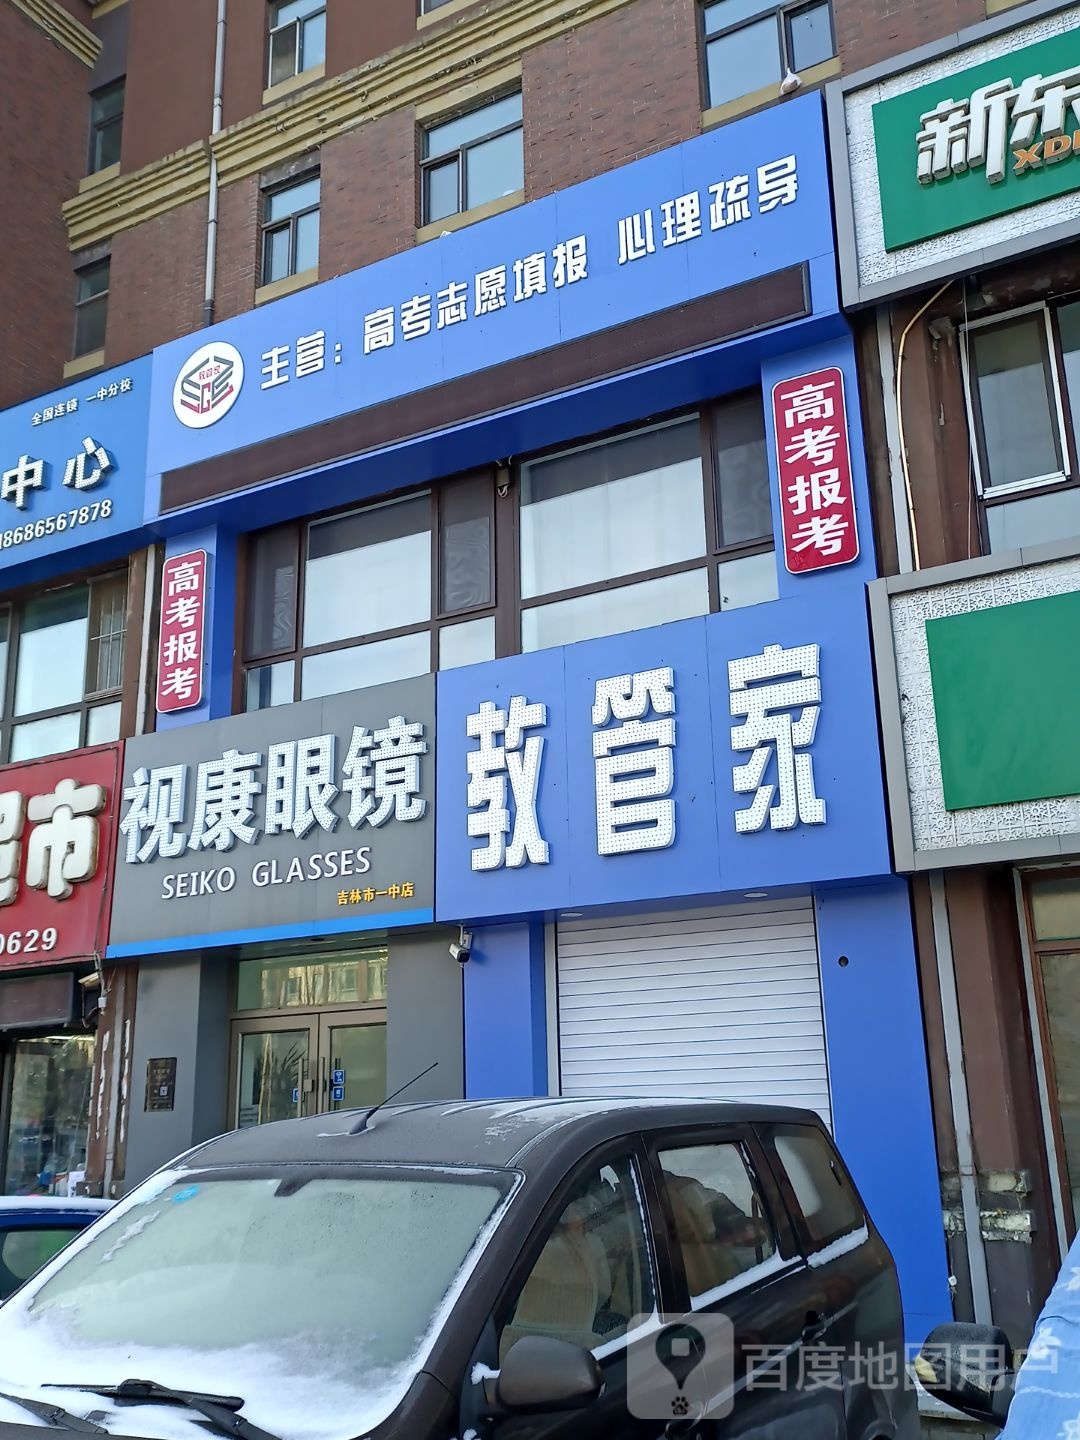 新东
XD
主营：高考志愿填报 心理疏导
教管家
全国连锁 一中分校
中心
18686567878
高考报考
高考报考
教管家
视康眼镜
SEIKO GLASSES
吉林市一中店
超市
0629
百度地图用户